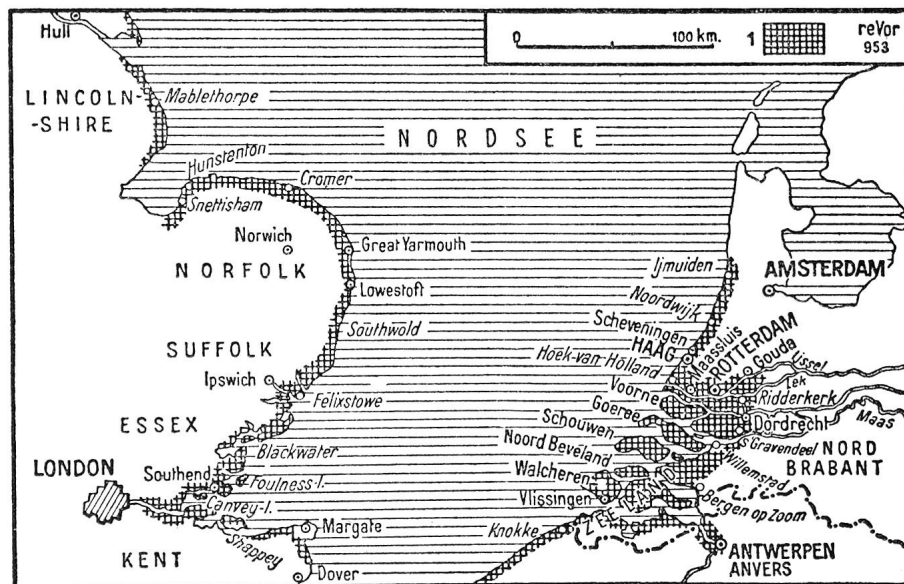 Hull
0 100 km.
1
reVor
953
LINCOLN-
-SHIRE
Mablethorpe
NORDSEE
Hunstanton
Cromer
Snettisham
Norwich
NORFOLK
Great Yarmouth
Lowestoft
Southwold
SUFFOLK
Ipswich
Felixstowe
ESSEX
Blackwater
LONDON
Southend
Foulness-I.
Canvey-I.
Shappey
Margate
KENT
Dover
Ijmuiden
AMSTERDAM
Noordwijk
Scheveningen
HAAG
Maassluis
ROTTERDAM
Gouda
Hoek-van-Holland
IJssel
Lek
Voorne
Ridderkerk
Goeree
Dordrecht
Maas
Schouwen
s'Gravendeel
NORD
BRABANT
Noord Beveland
Willemstad
Walcheren
ZEELAND
Vlissingen
Bergen op Zoom
Knokke
ANTWERPEN
ANVERS